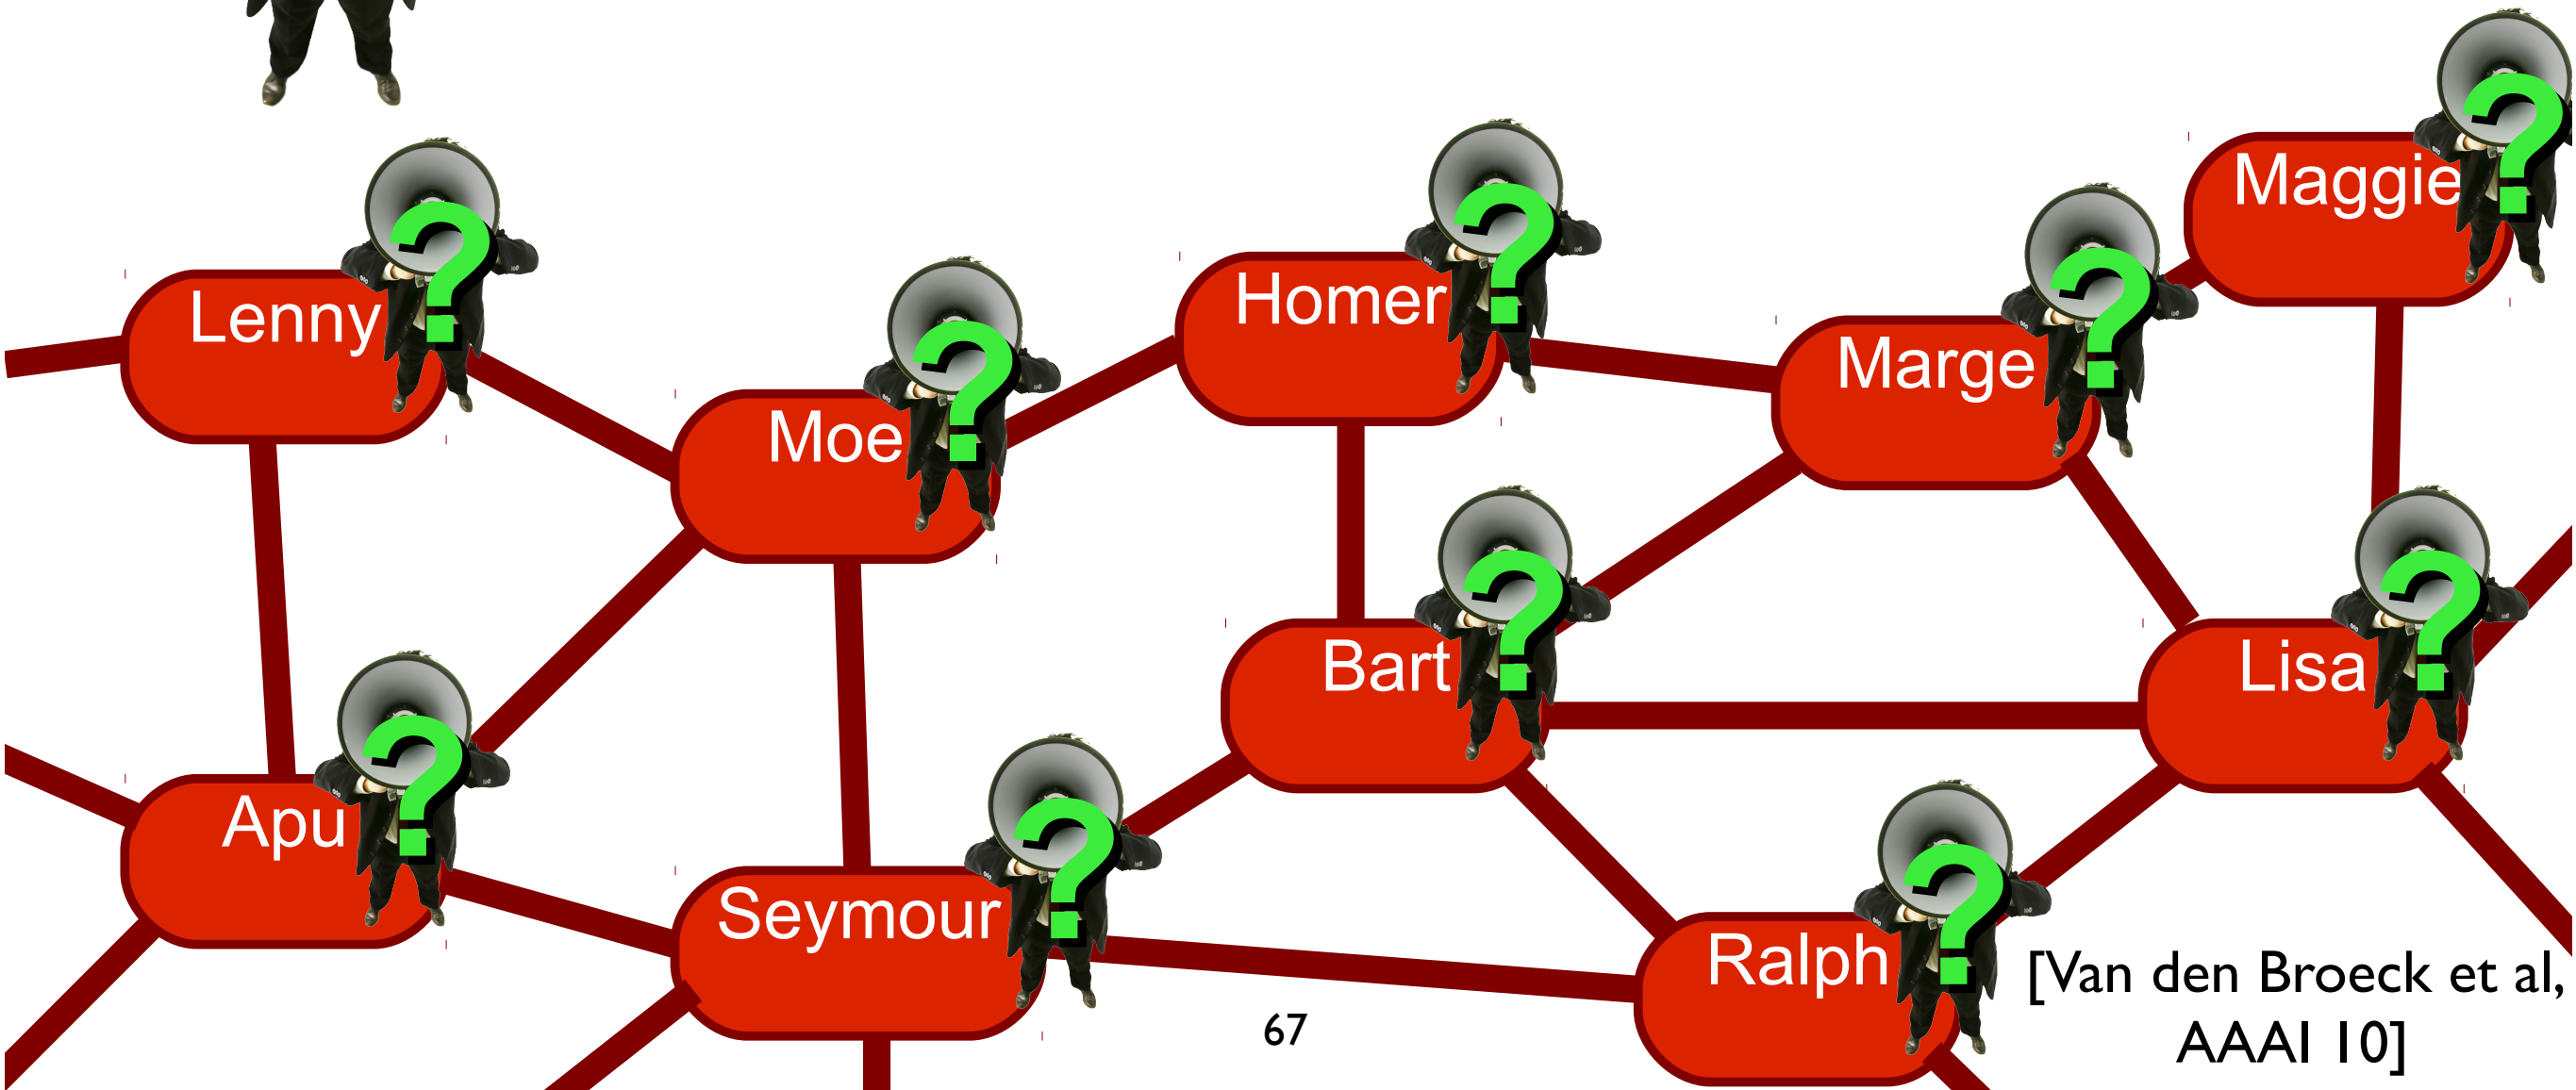 Maggie
Homer
Lenny
Marge
Moe
Bart
Lisa
Apu
Seymour
Ralph
[Van den Broeck et al,
AAAI 10]
67